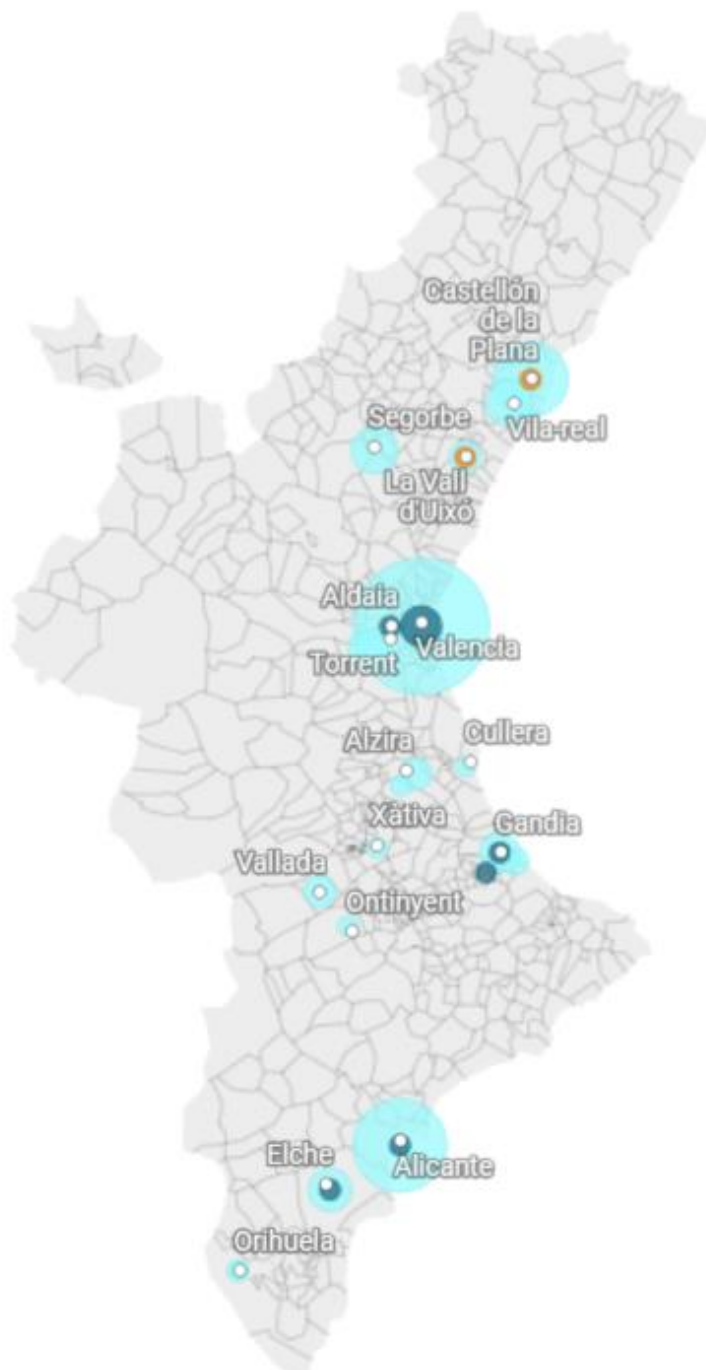 Castellón
de la
Plana
Segorbe
Vila-real
La Vall
d'Uixó
Aldaia
Valencia
Torrent
Alzira
Cullera
Xàtiva
Gandia
Vallada
Ontinyent
Elche
Alicante
Orihuela